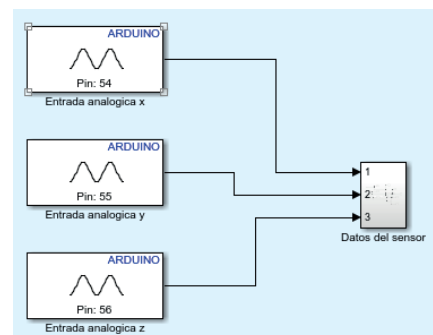 ARDUINO
Pin: 54
Entrada analogica x
ARDUINO
Pin: 55
Entrada analogica y
ARDUINO
Pin: 56
Entrada analogica z
1
2
3
Datos del sensor